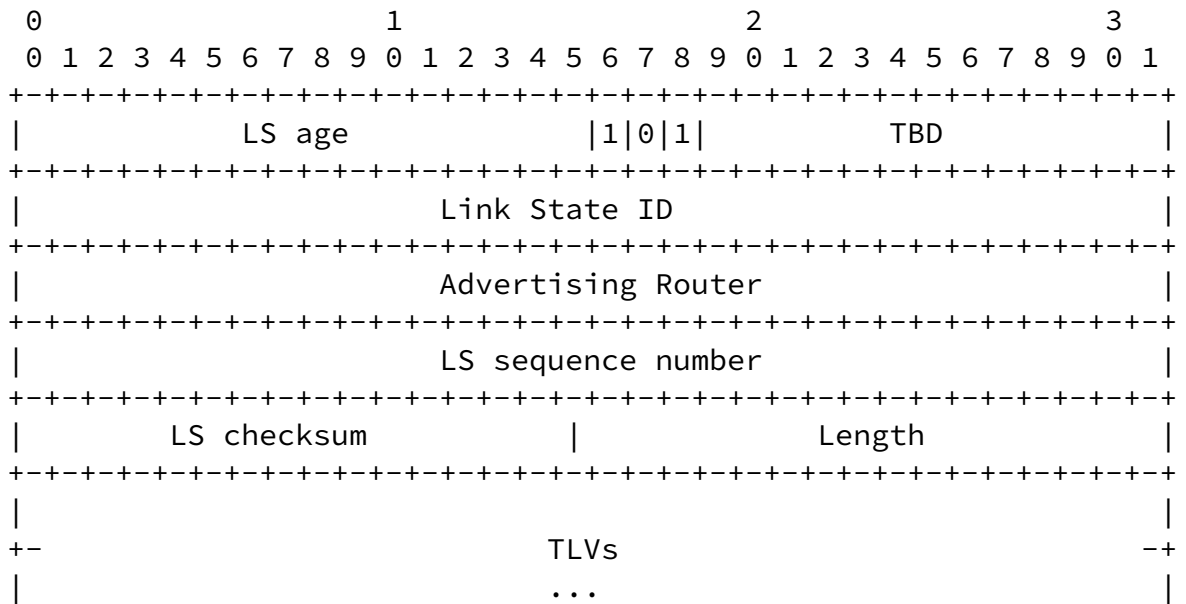 0                   1                   2                   3
 0 1 2 3 4 5 6 7 8 9 0 1 2 3 4 5 6 7 8 9 0 1 2 3 4 5 6 7 8 9 0 1
+-+-+-+-+-+-+-+-+-+-+-+-+-+-+-+-+-+-+-+-+-+-+-+-+-+-+-+-+-+-+-+-+
|            LS age             |1|0|1|          TBD            |
+-+-+-+-+-+-+-+-+-+-+-+-+-+-+-+-+-+-+-+-+-+-+-+-+-+-+-+-+-+-+-+-+
|                       Link State ID                           |
+-+-+-+-+-+-+-+-+-+-+-+-+-+-+-+-+-+-+-+-+-+-+-+-+-+-+-+-+-+-+-+-+
|                       Advertising Router                      |
+-+-+-+-+-+-+-+-+-+-+-+-+-+-+-+-+-+-+-+-+-+-+-+-+-+-+-+-+-+-+-+-+
|                       LS sequence number                      |
+-+-+-+-+-+-+-+-+-+-+-+-+-+-+-+-+-+-+-+-+-+-+-+-+-+-+-+-+-+-+-+-+
|        LS checksum           |             Length             |
+-+-+-+-+-+-+-+-+-+-+-+-+-+-+-+-+-+-+-+-+-+-+-+-+-+-+-+-+-+-+-+-+
|                                                               |
+-                            TLVs                             -+
|                             ...                               |